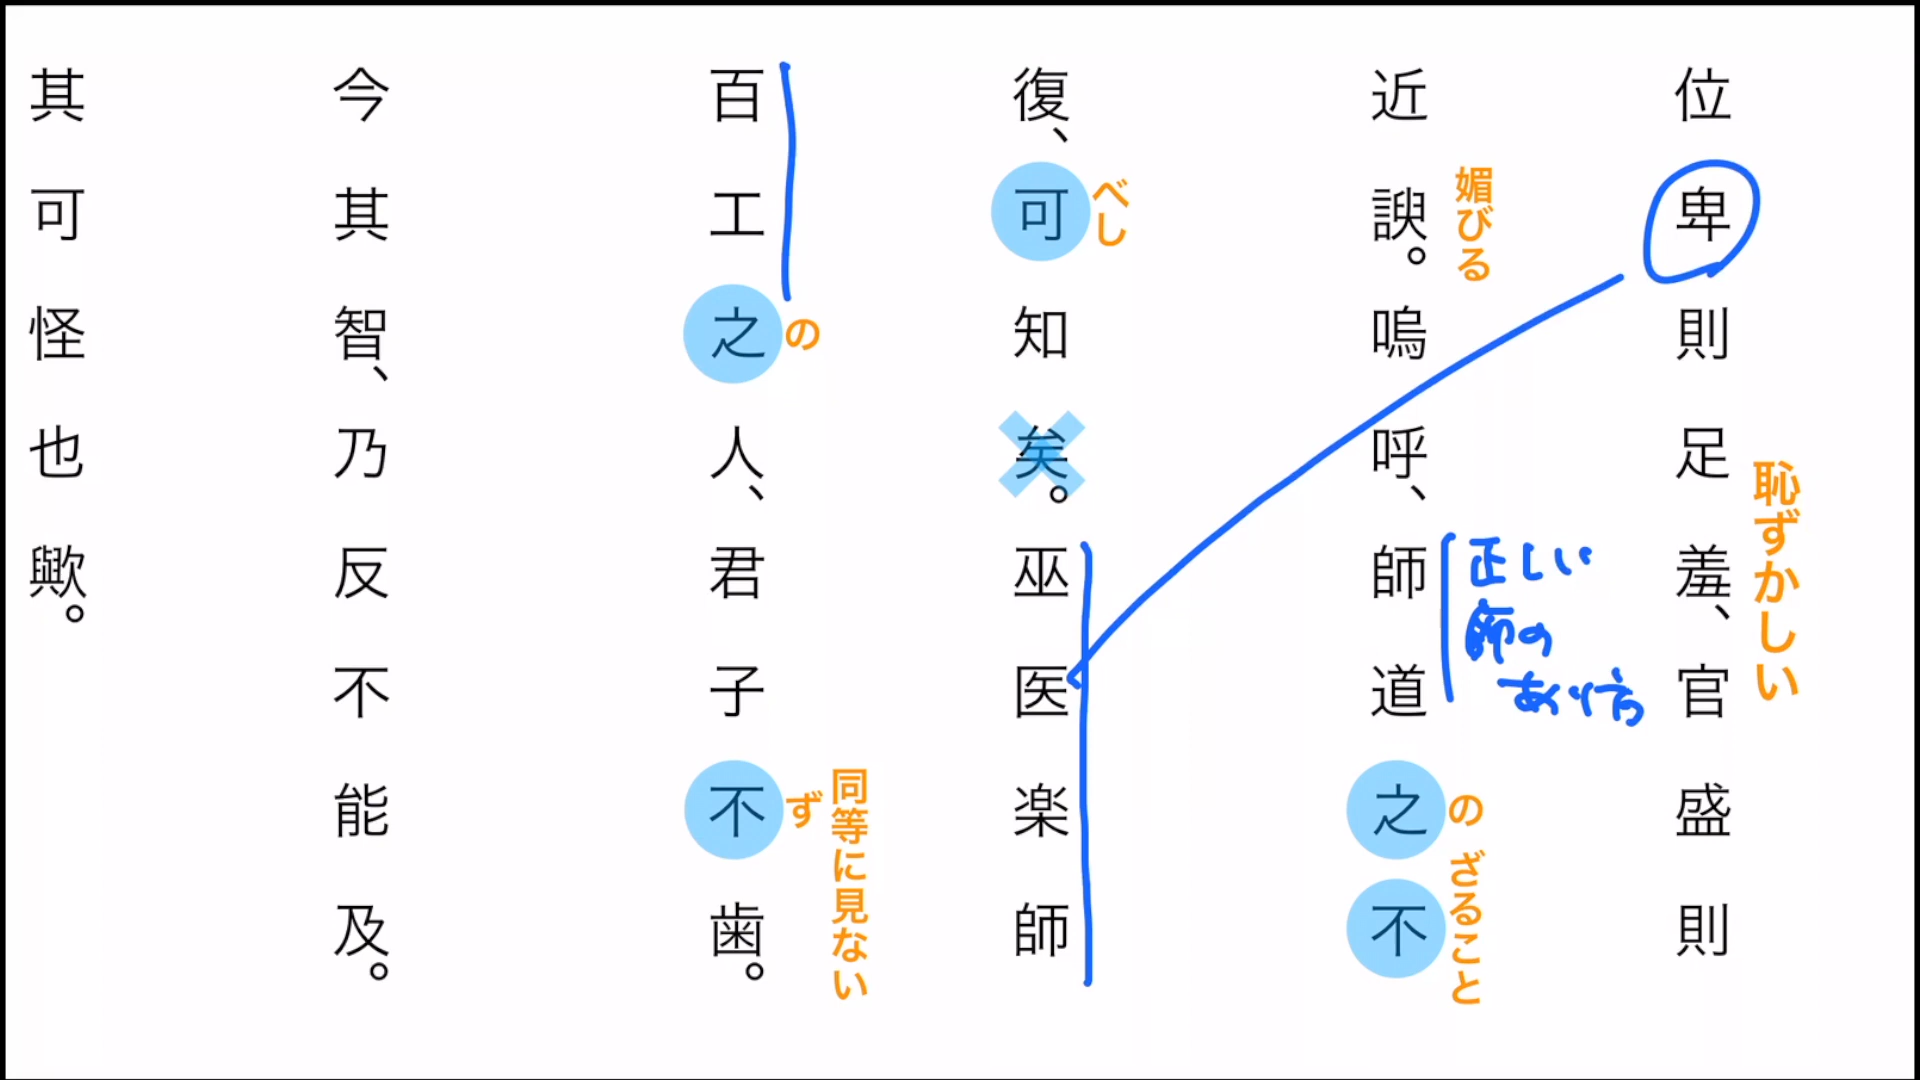 位卑則足羞、官盛則
恥ずかしい
近諛。嗚呼、師道之不
媚びる
正しい
師の
あり方
の
ざること
復、可知矣。巫医楽師
べし
百工之人、君子不歯。
の
ず
同等に見ない
今其智、乃反不能及。
其可怪也歟。